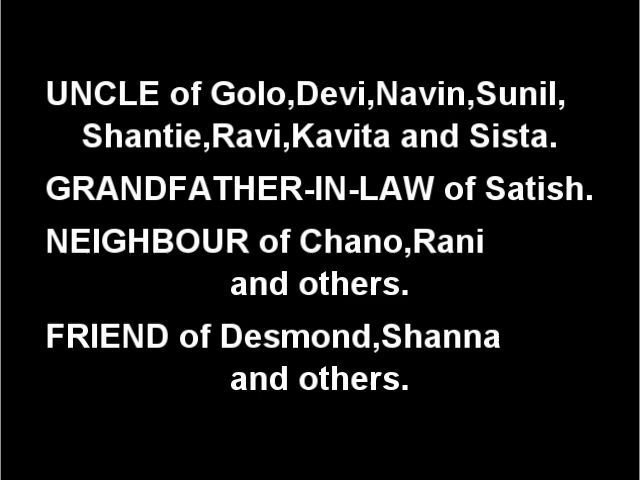 UNCLE of Golo,Devi,Navin,Sunil,
Shantie,Ravi,Kavita and Sista.
GRANDFATHER-IN-LAW of Satish.
NEIGHBOUR of Chano,Rani
and others.
FRIEND of Desmond,Shanna
and others.